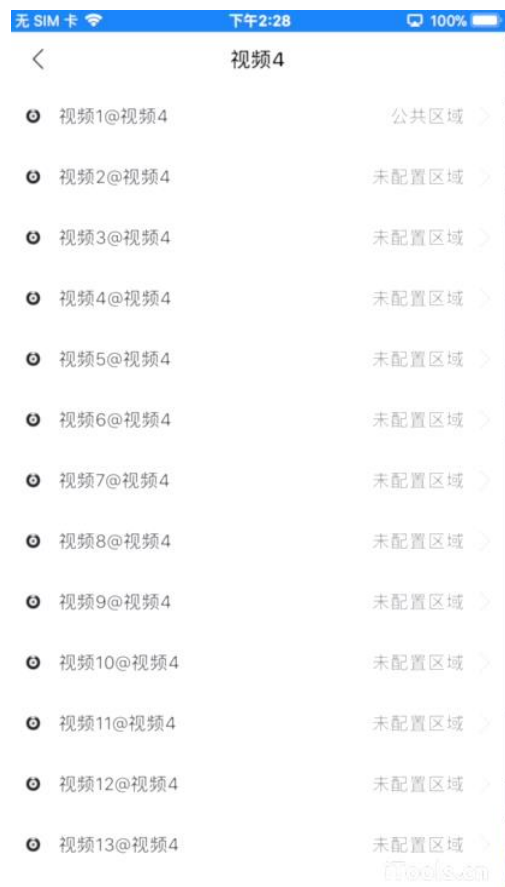 无 SIM 卡 下午2:28 100%
视频4
视频1@视频4 公共区域
视频2@视频4 未配置区域
视频3@视频4 未配置区域
视频4@视频4 未配置区域
视频5@视频4 未配置区域
视频6@视频4 未配置区域
视频7@视频4 未配置区域
视频8@视频4 未配置区域
视频9@视频4 未配置区域
视频10@视频4 未配置区域
视频11@视频4 未配置区域
视频12@视频4 未配置区域
视频13@视频4 未配置区域
iTools.cn